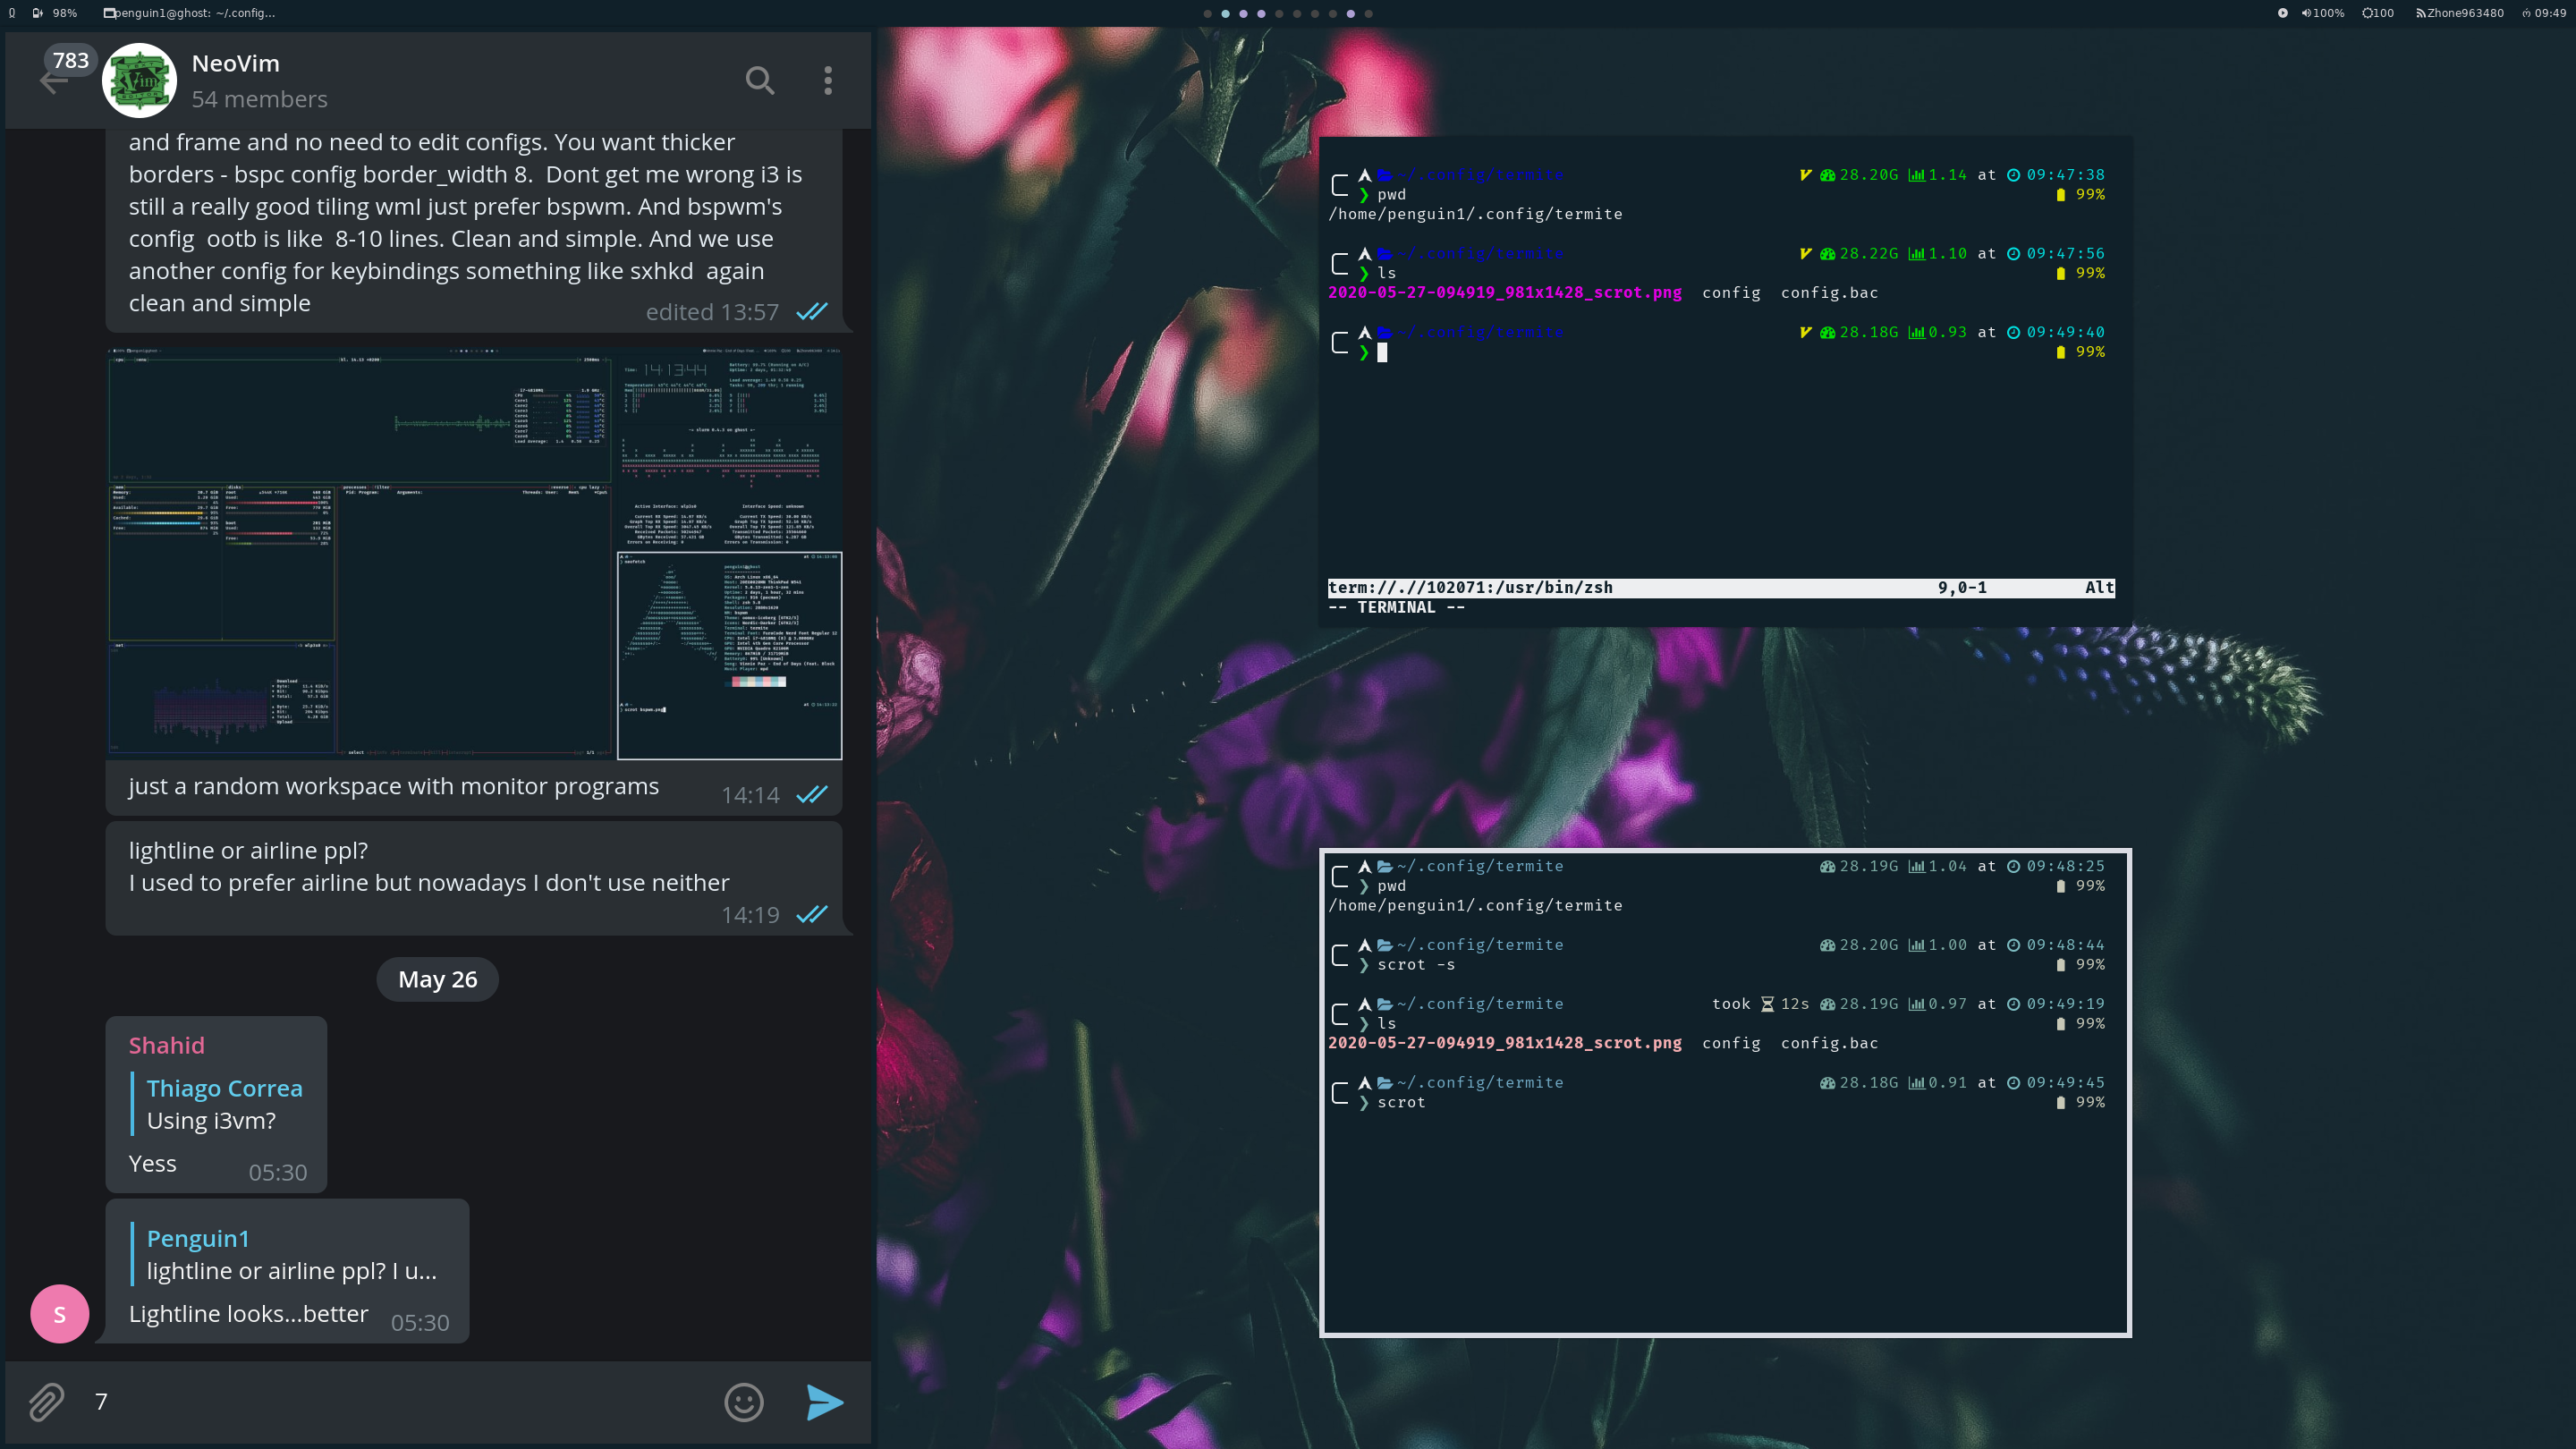 98%
penguin1@ghost: ~/.config...
100%
100
Zhone963480
09:49
783
NeoVim
54 members
and frame and no need to edit configs. You want thicker
borders - bspc config border_width 8.  Dont get me wrong i3 is
still a really good tiling wmI just prefer bspwm. And bspwm's
config  ootb is like  8-10 lines. Clean and simple. And we use
another config for keybindings something like sxhkd  again
clean and simple
edited 13:57
just a random workspace with monitor programs
14:14
lightline or airline ppl?
I used to prefer airline but nowadays I don't use neither
14:19
May 26
Shahid
Thiago Correa
Using i3vm?
Yess
05:30
Penguin1
lightline or airline ppl? I u...
Lightline looks...better
05:30
S
7
~/.config/termite 28.20G 1.14 at 09:47:38
❯ pwd 99%
/home/penguin1/.config/termite
~/.config/termite 28.22G 1.10 at 09:47:56
❯ ls 99%
2020-05-27-094919_981x1428_scrot.png  config  config.bac
~/.config/termite 28.18G 0.93 at 09:49:40
❯ 99%
term://.//102071:/usr/bin/zsh 9,0-1 Alt
-- TERMINAL --
~/.config/termite 28.19G 1.04 at 09:48:25
❯ pwd 99%
/home/penguin1/.config/termite
~/.config/termite 28.20G 1.00 at 09:48:44
❯ scrot -s 99%
~/.config/termite took 12s 28.19G 0.97 at 09:49:19
❯ ls 99%
2020-05-27-094919_981x1428_scrot.png  config  config.bac
~/.config/termite 28.18G 0.91 at 09:49:45
❯ scrot 99%